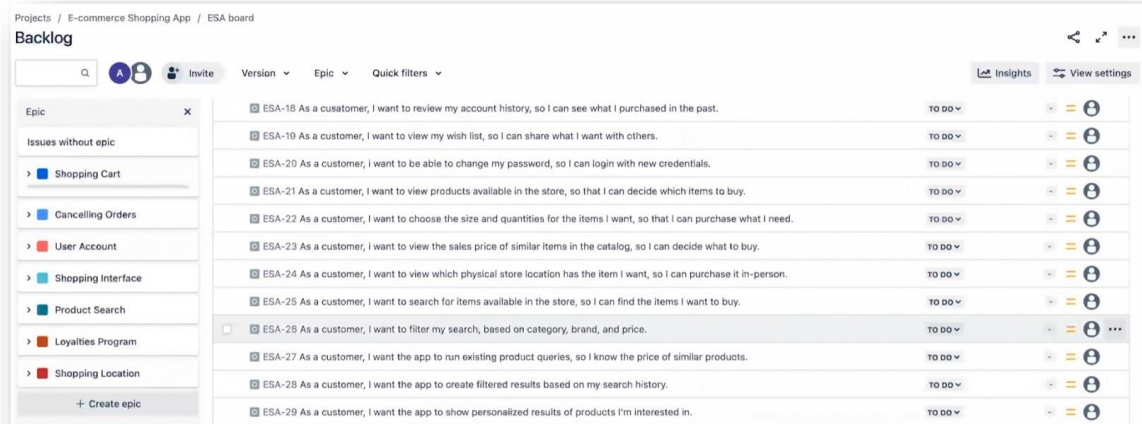 Projects / E-commerce Shopping App / ESA board
Backlog
A
Invite
Version
Epic
Quick filters
Insights
View settings
Epic
Issues without epic
Shopping Cart
Cancelling Orders
User Account
Shopping Interface
Product Search
Loyalties Program
Shopping Location
+ Create epic
ESA-18 As a cusatomer, I want to review my account history, so I can see what I purchased in the past. TO DO -
ESA-19 As a customer, I want to view my wish list, so I can share what I want with others. TO DO -
ESA-20 As a customer, i want to be able to change my password, so I can login with new credentials. TO DO -
ESA-21 As a customer, I want to view products available in the store, so that I can decide which items to buy. TO DO -
ESA-22 As a customer, I want to choose the size and quantities for the items I want, so that I can purchase what I need. TO DO -
ESA-23 As a customer, i want to view the sales price of similar items in the catalog, so I can decide what to buy. TO DO -
ESA-24 As a customer, I want to view which physical store location has the item I want, so I can purchase it in-person. TO DO -
ESA-25 As a customer, I want to search for items available in the store, so I can find the items I want to buy. TO DO -
ESA-26 As a customer, I want to filter my search, based on category, brand, and price. TO DO -
ESA-27 As a customer, I want the app to run existing product queries, so I know the price of similar products. TO DO -
ESA-28 As a customer, I want the app to create filtered results based on my search history. TO DO -
ESA-29 As a customer, I want the app to show personalized results of products I'm interested in. TO DO -